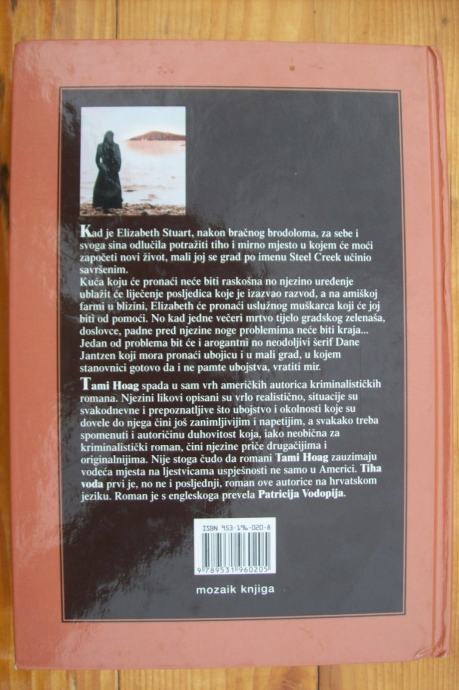 Kad je Elizabeth Stuart, nakon bračnog brodoloma, za sebe i
svoga sina odlučila potražiti tiho i mirno mjesto u kojem će moći
započeti novi život, mali joj se grad po imenu Steel Creek učinio
savršenim.
Kuća koju će pronaći neće biti raskošna no njezino uređenje
ublažit će liječenje posljedica koje je izazvao razvod, a na amiškoj
farmi u blizini, Elizabeth će pronaći uslužnog muškarca koji će joj
biti od pomoći. No kad jedne večeri mrtvo tijelo gradskog zelenaša,
doslovce, padne pred njezine noge problemima neće biti kraja...
Jedan od problema bit će i arogantni no neodoljivi šerif Dane
Jantzen koji mora pronaći ubojicu i u mali grad, u kojem
stanovnici gotovo da i ne pamte ubojstva, vratiti mir.
Tami Hoag spada u sam vrh američkih autorica kriminalističkih
romana. Njezini likovi opisani su vrlo realistično, situacije su
svakodnevne i prepoznatljive što ubojstvo i okolnosti koje su
dovele do njega čini još zanimljivijim i napetijim, a svakako treba
spomenuti i autoričinu duhovitost koja, iako neobična za
kriminalistički roman, čini njezine priče drugačijima i
originalnijima. Nije stoga čudo da romani Tami Hoag zauzimaju
vodeća mjesta na ljestvicama uspješnosti ne samo u Americi. Tiha
voda prvi je, no ne i posljednji, roman ove autorice na hrvatskom
jeziku. Roman je s engleskoga prevela Patricija Vodopija.
ISBN 953-196-020-8
9 789531 960205
mozaik knjiga